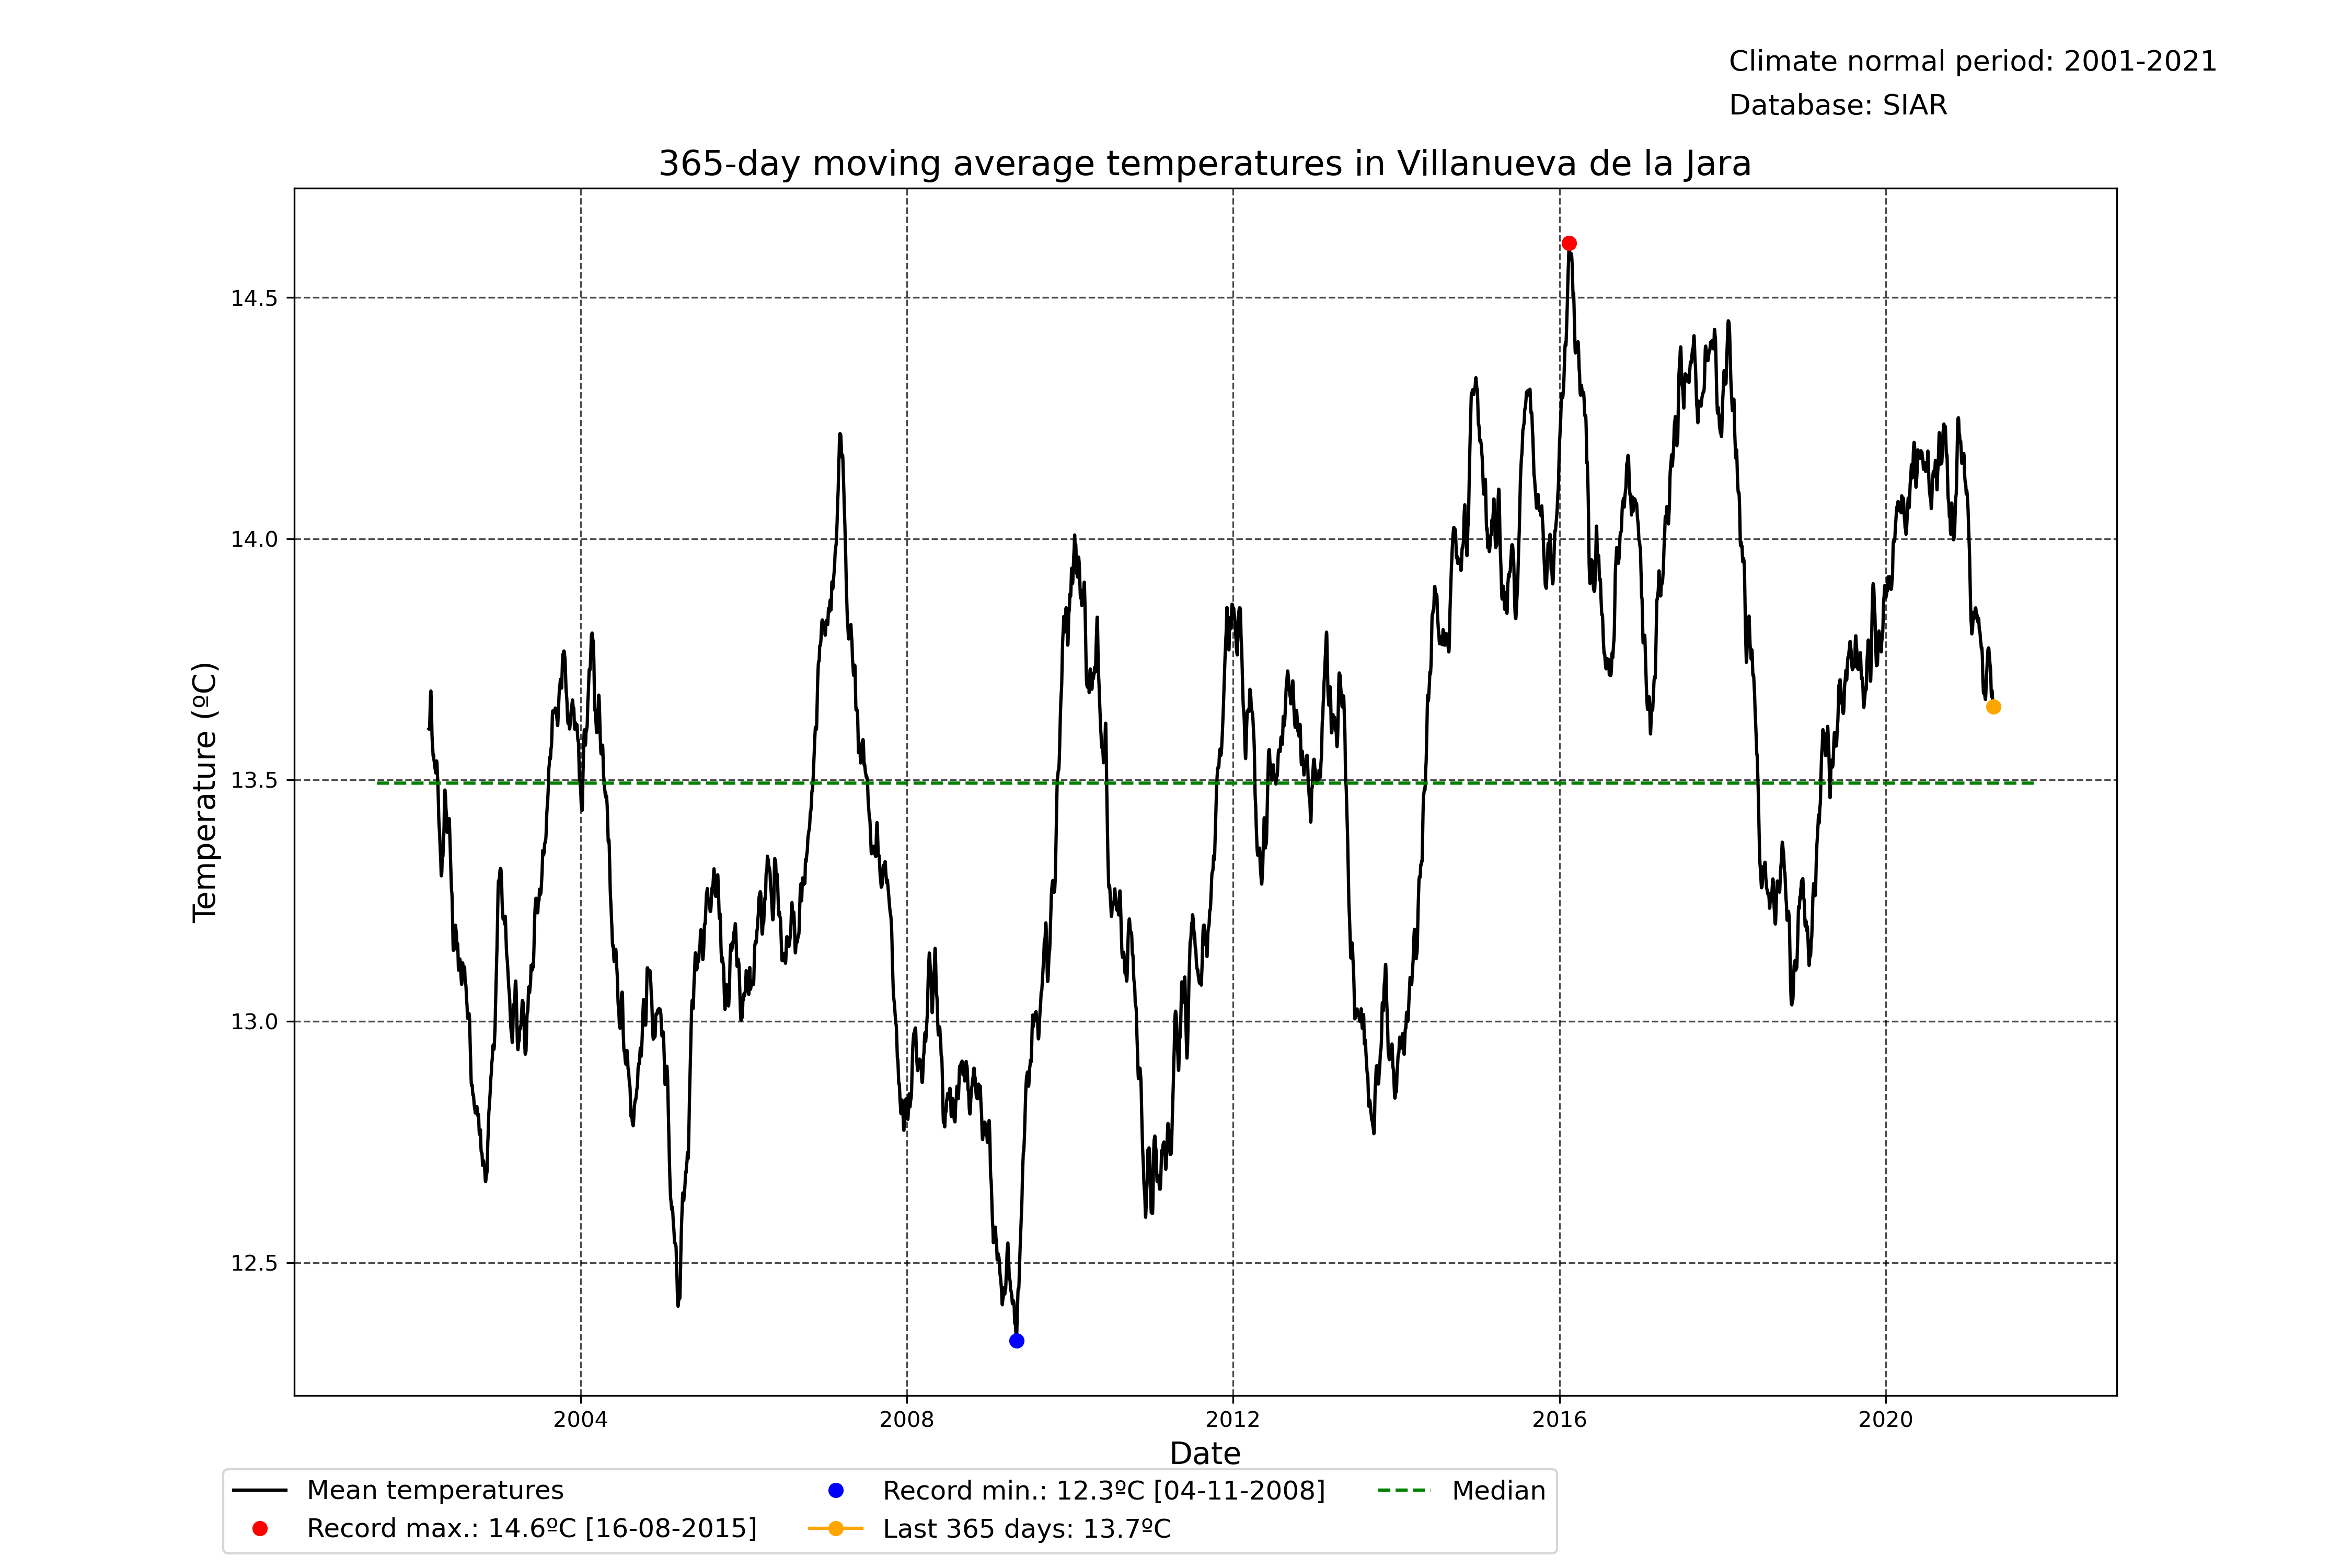 Climate normal period: 2001-2021
Database: SIAR
365-day moving average temperatures in Villanueva de la Jara
Temperature (ºC)
14.5
14.0
13.5
13.0
12.5
2004 2008 2012 2016 2020
Date
Mean temperatures
Record max.: 14.6ºC [16-08-2015]
Record min.: 12.3ºC [04-11-2008]
Last 365 days: 13.7ºC
Median